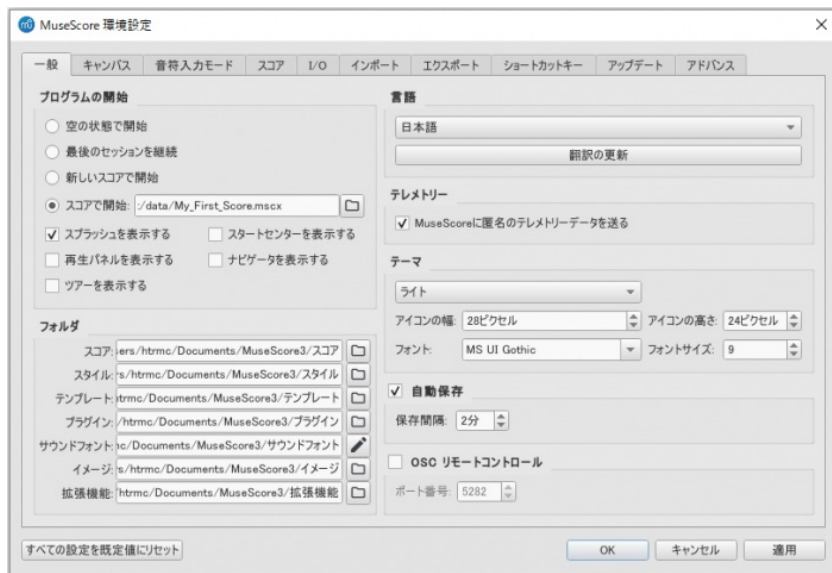 MuseScore 環境設定
一般 キャンバス 音符入力モード スコア I/O インポート エクスポート ショートカットキー アップデート アドバンス
プログラムの開始
空の状態で開始
最後のセッションを継続
新しいスコアで開始
スコアで開始: :/data/My_First_Score.mscx
スプラッシュを表示する スタートセンターを表示する
再生パネルを表示する ナビゲータを表示する
ツアーを表示する
フォルダ
スコア: ers/htrmc/Documents/MuseScore3/スコア
スタイル: 's/htrmc/Documents/MuseScore3/スタイル
テンプレート: trmc/Documents/MuseScore3/テンプレート
プラグイン: /htrmc/Documents/MuseScore3/プラグイン
サウンドフォント: c/Documents/MuseScore3/サウンドフォント
イメージ: s/htrmc/Documents/MuseScore3/イメージ
拡張機能: htrmc/Documents/MuseScore3/拡張機能
すべての設定を既定値にリセット
言語
日本語
翻訳の更新
テレメトリー
MuseScoreに匿名のテレメトリーデータを送る
テーマ
ライト
アイコンの幅: 28ピクセル アイコンの高さ: 24ピクセル
フォント: MS UI Gothic フォントサイズ: 9
自動保存
保存間隔: 2分
OSC リモートコントロール
ポート番号: 5282
OK キャンセル 適用